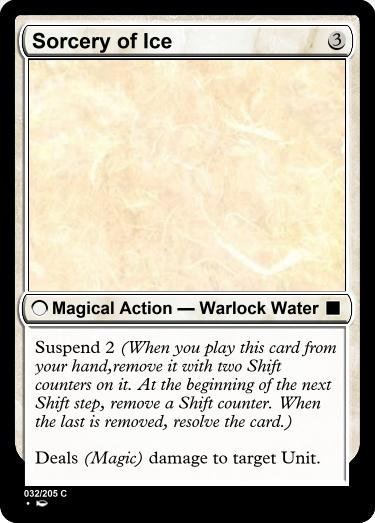 Sorcery of Ice 3
Magical Action — Warlock Water
Suspend 2 (When you play this card from
your hand,remove it with two Shift
counters on it. At the beginning of the next
Shift step, remove a Shift counter. When
the last is removed, resolve the card.)
Deals (Magic) damage to target Unit.
032/205 C